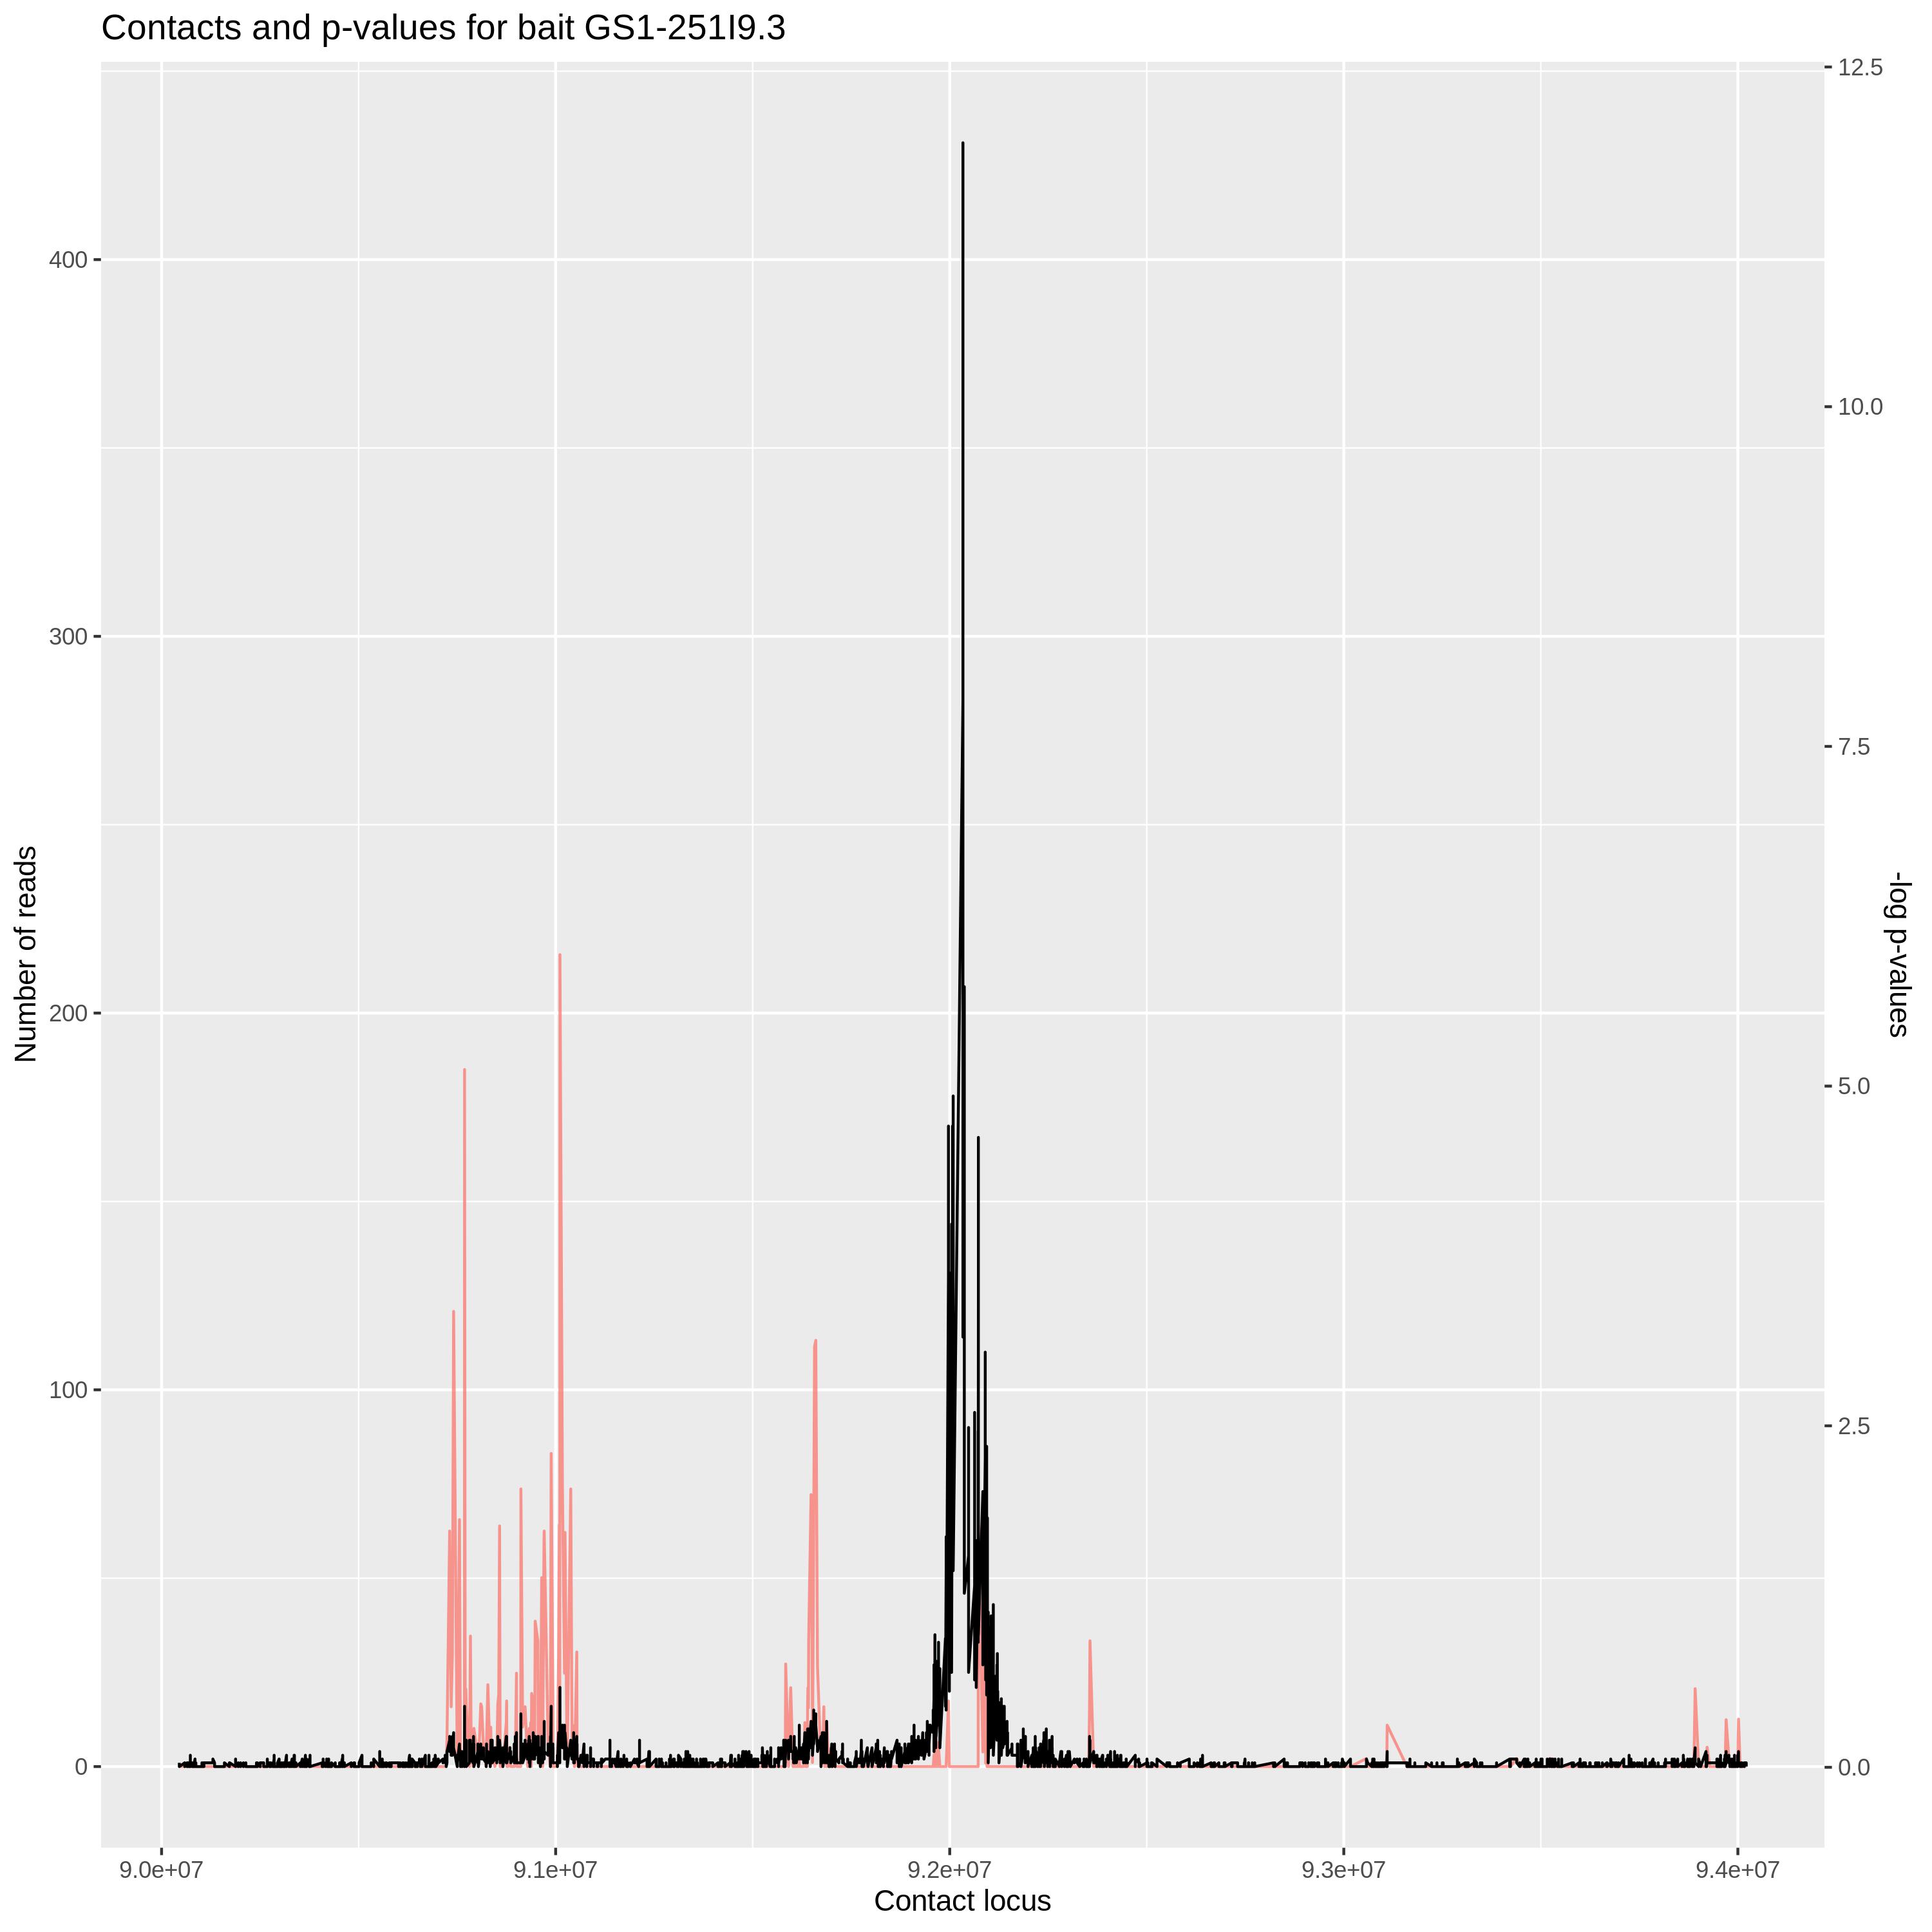 Contacts and p-values for bait GS1-251I9.3
12.5
400
10.0
300
7.5
Number of reads
-log p-values
200
5.0
100
2.5
0
0.0
9.0e+07
9.1e+07
9.2e+07
9.3e+07
9.4e+07
Contact locus